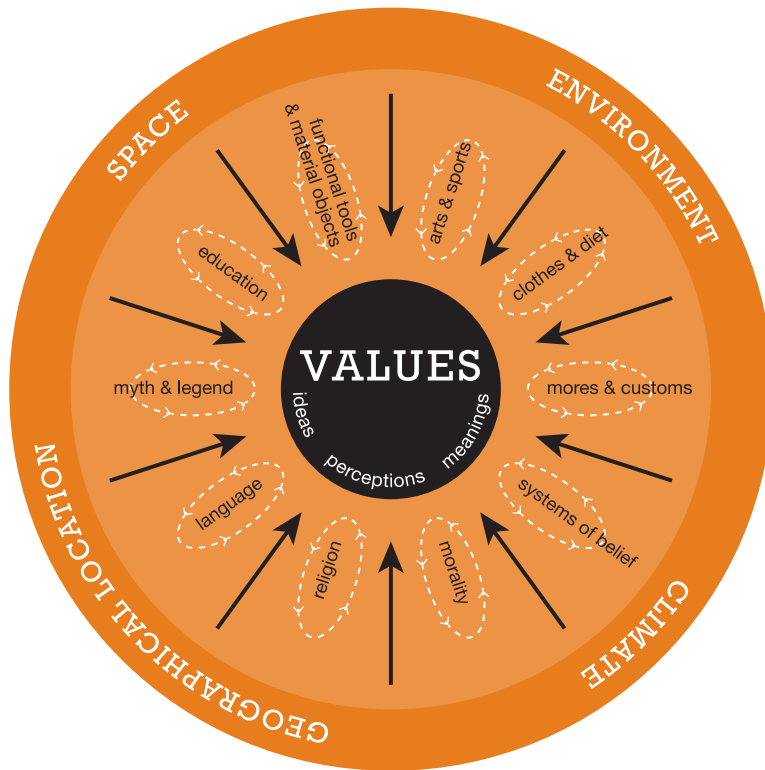 SPACE
ENVIRONMENT
CLIMATE
GEOGRAPHICAL LOCATION
functional tools
& material objects
arts & sports
clothes & diet
mores & customs
systems of belief
morality
religion
language
myth & legend
education
VALUES
ideas
perceptions
meanings